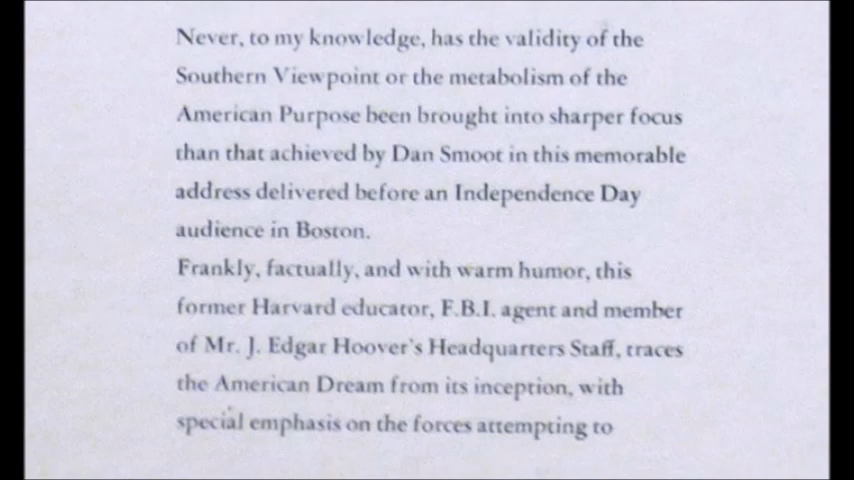 Never, to my knowledge, has the validity of the
Southern Viewpoint or the metabolism of the
American Purpose been brought into sharper focus
than that achieved by Dan Smoot in this memorable
address delivered before an Independence Day
audience in Boston.
Frankly, factually, and with warm humor, this
former Harvard educator, F.B.I. agent and member
of Mr. J. Edgar Hoover's Headquarters Staff, traces
the American Dream from its inception, with
special emphasis on the forces attempting to